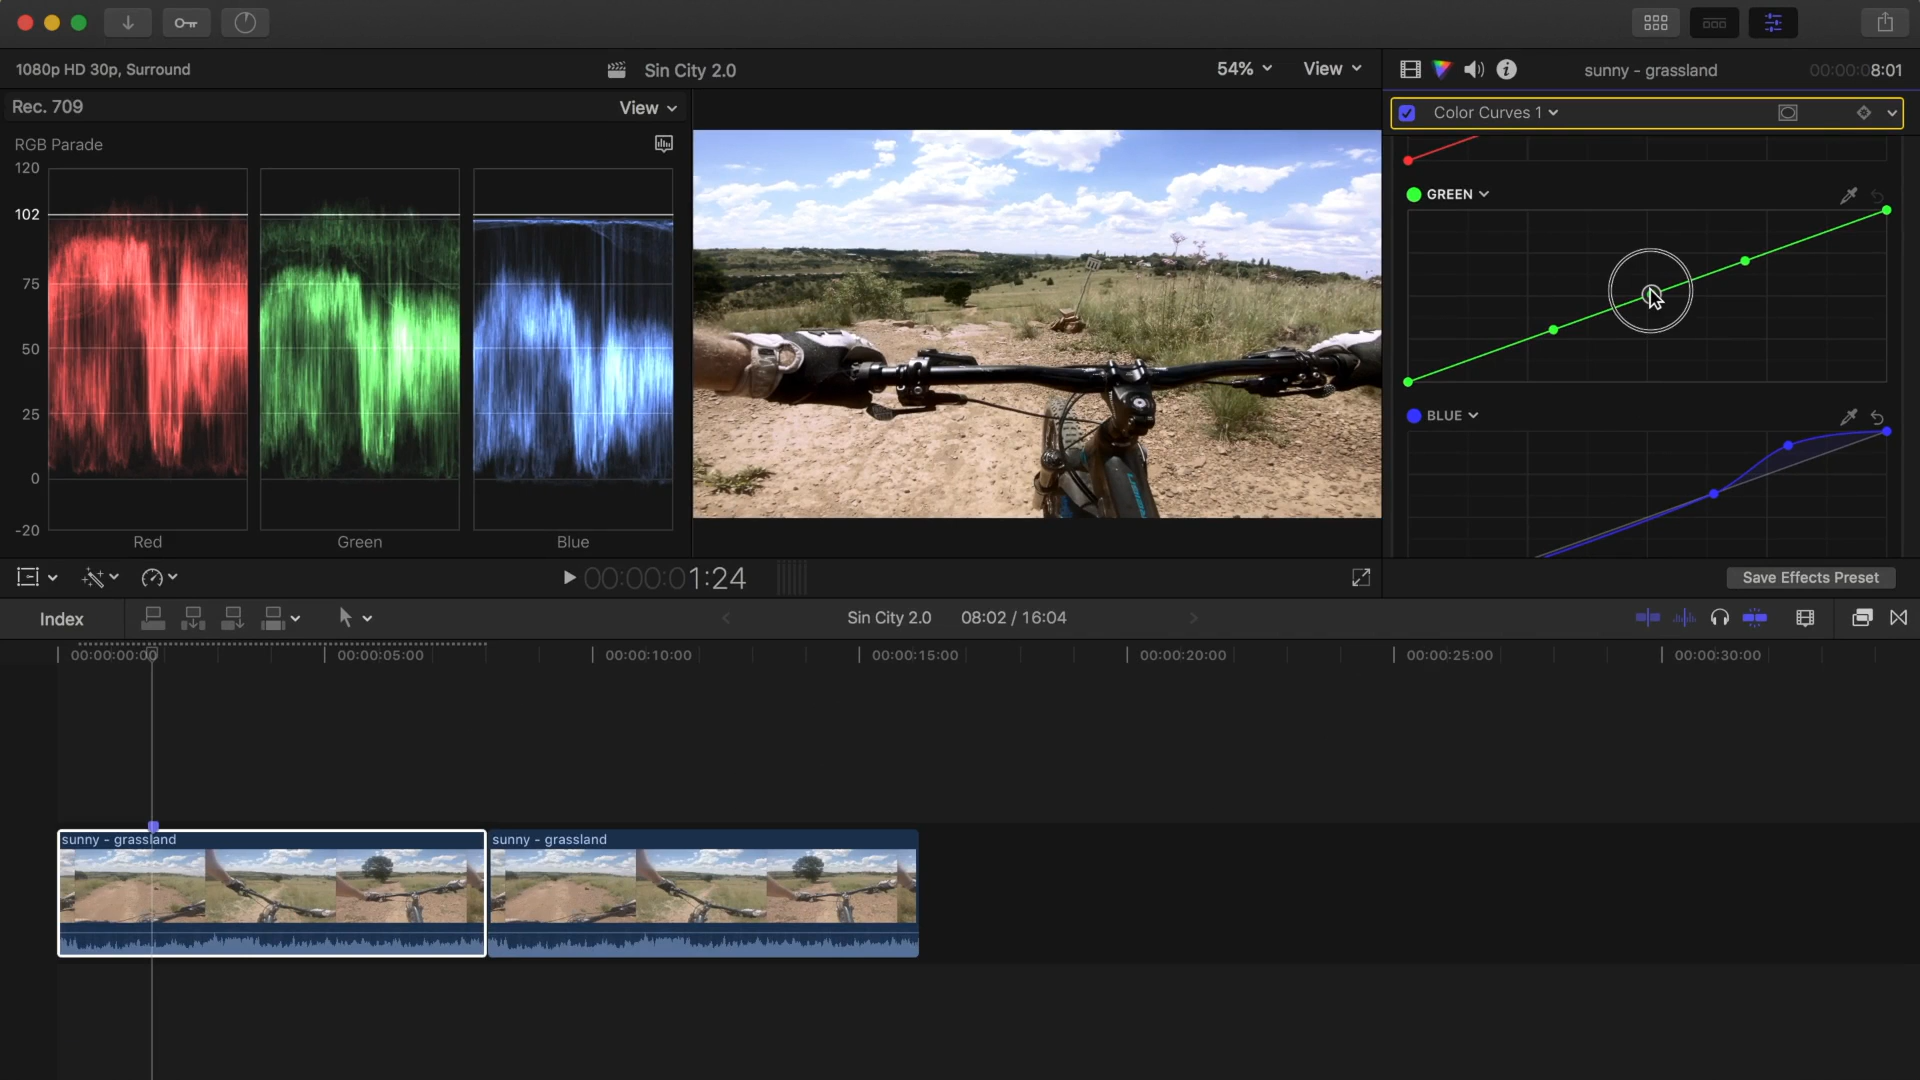 1080p HD 30p, Surround
Sin City 2.0
54%
View
sunny - grassland
00:00:08:01
Rec. 709
View
Color Curves 1
RGB Parade
120
102
75
50
25
0
-20
Red
Green
Blue
GREEN
BLUE
00:00:01:24
Save Effects Preset
Index
Sin City 2.0
08:02 / 16:04
00:00:00:00
00:00:05:00
00:00:10:00
00:00:15:00
00:00:20:00
00:00:25:00
00:00:30:00
sunny - grassland
sunny - grassland